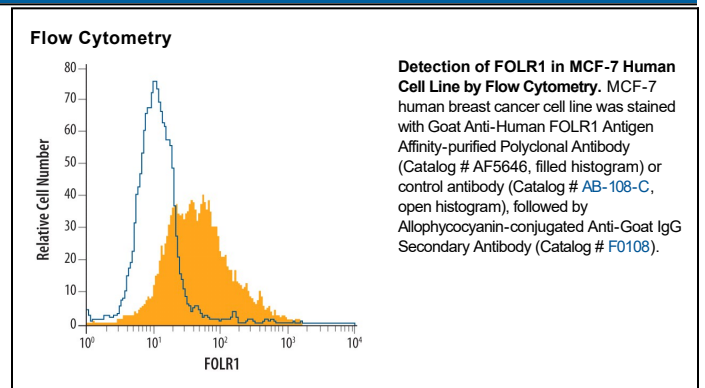 Flow Cytometry
80
70
60
50
40
30
20
10
0
Relative Cell Number
10⁰ 10¹ 10² 10³ 10⁴
FOLR1
Detection of FOLR1 in MCF-7 Human
Cell Line by Flow Cytometry. MCF-7
human breast cancer cell line was stained
with Goat Anti-Human FOLR1 Antigen
Affinity-purified Polyclonal Antibody
(Catalog # AF5646, filled histogram) or
control antibody (Catalog # AB-108-C,
open histogram), followed by
Allophycocyanin-conjugated Anti-Goat IgG
Secondary Antibody (Catalog # F0108).